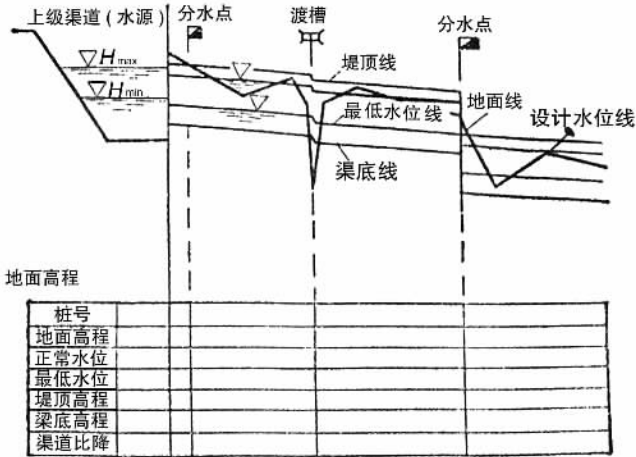 上级渠道(水源)
分水点
渡槽
分水点
Hmax
堤顶线
Hmin
最低水位线
地面线
设计水位线
渠底线
地面高程
桩号
地面高程
正常水位
最低水位
堤顶高程
梁底高程
渠道比降